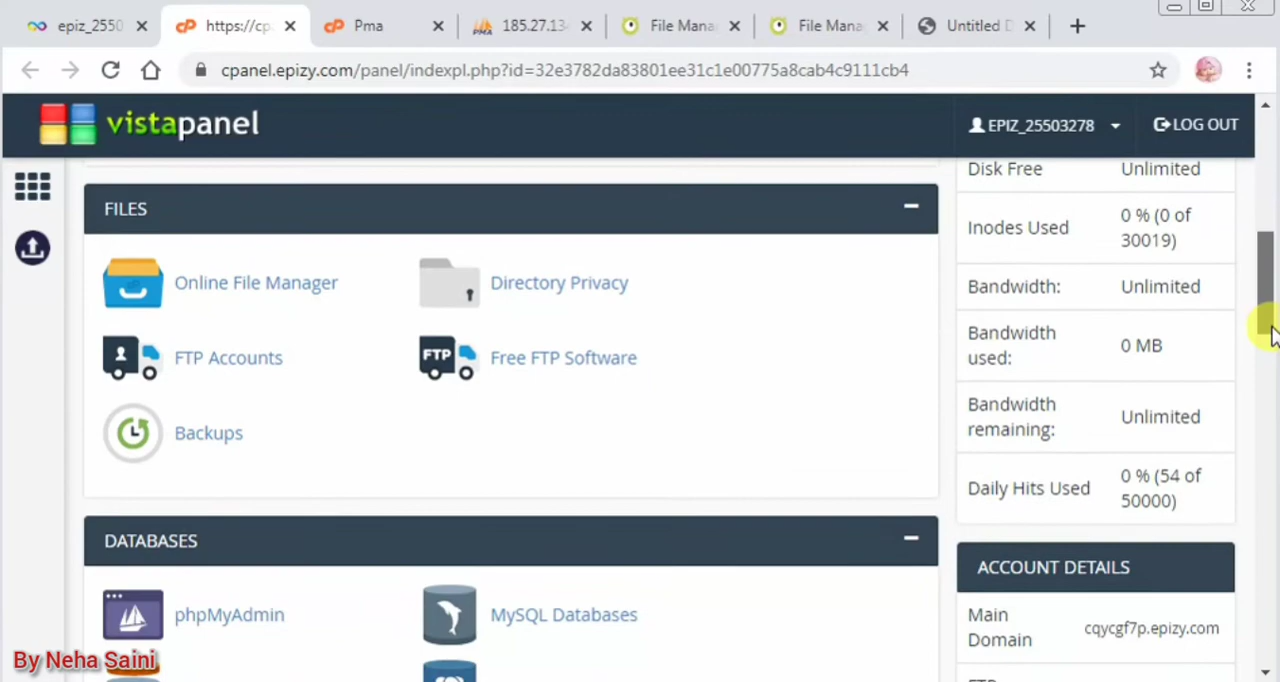 epiz_2550
https://cp.
Pma
185.27.13
File Mana
File Mana
Untitled D
cpanel.epizy.com/panel/indexpl.php?id=32e3782da83801ee31c1e00775a8cab4c9111cb4
vistapanel
EPIZ_25503278
LOG OUT
FILES
Online File Manager
Directory Privacy
FTP Accounts
FTP
Free FTP Software
Backups
DATABASES
phpMyAdmin
MySQL Databases
Disk Free Unlimited
Inodes Used 0 % (0 of
30019)
Bandwidth: Unlimited
Bandwidth
used: 0 MB
Bandwidth
remaining: Unlimited
Daily Hits Used 0 % (54 of
50000)
ACCOUNT DETAILS
Main
Domain cqycgf7p.epizy.com
By Neha Saini